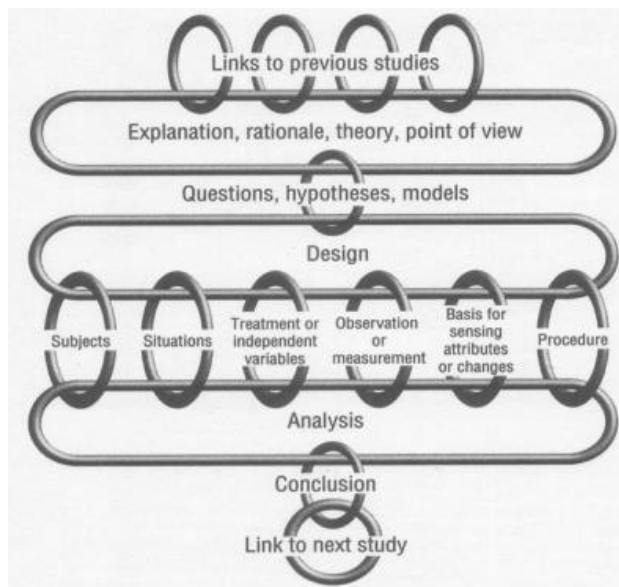 Links to previous studies
Explanation, rationale, theory, point of view
Questions, hypotheses, models
Design
Subjects
Situations
Treatment or
independent
variables
Observation
or
measurement
Basis for
sensing
attributes
or changes
Procedure
Analysis
Conclusion
Link to next study